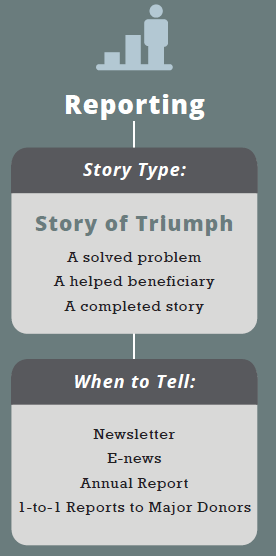 Reporting
Story Type:
Story of Triumph
A solved problem
A helped beneficiary
A completed story
When to Tell:
Newsletter
E-news
Annual Report
1-to-1 Reports to Major Donors